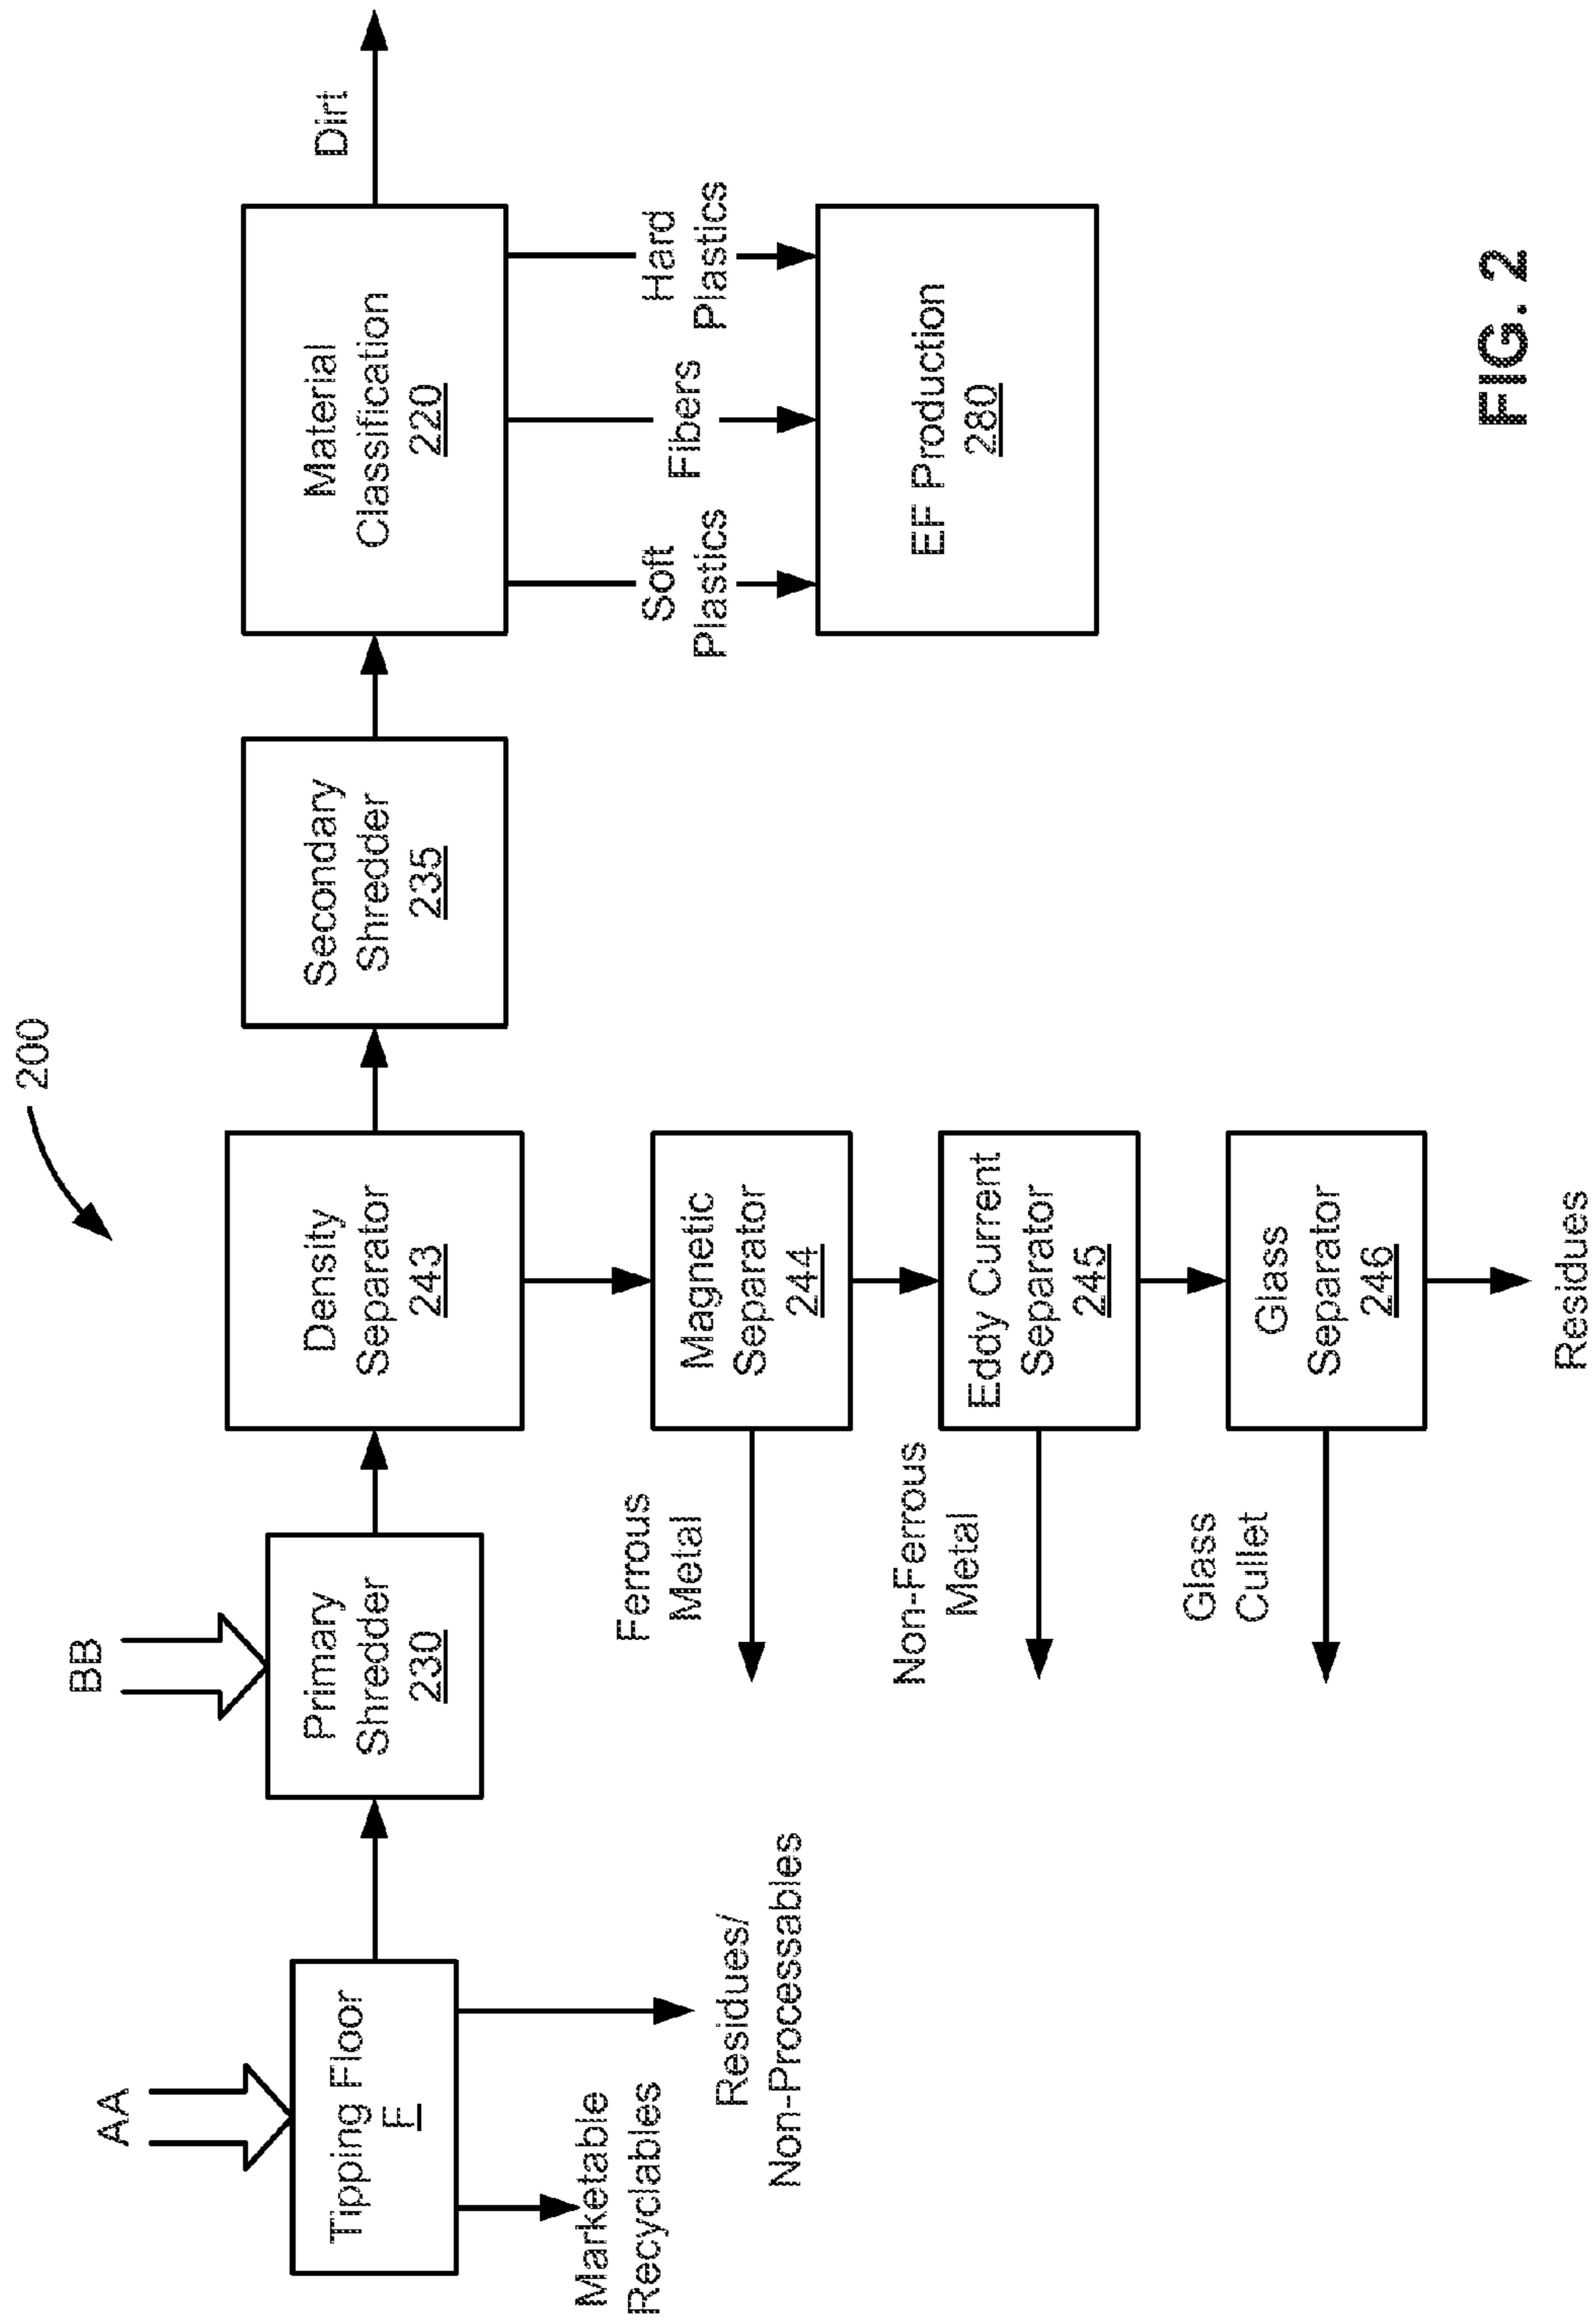 200
AA
BB
Tipping Floor
F
Primary
Shredder
230
Density
Separator
243
Secondary
Shredder
235
Material
Classification
220
Dirt
Marketable
Recyclables
Residues/
Non-Processables
Ferrous
Metal
Magnetic
Separator
244
Non-Ferrous
Metal
Eddy Current
Separator
245
Glass
Cullet
Glass
Separator
246
Residues
Soft
Plastics
Fibers
Hard
Plastics
EF Production
280
FIG. 2